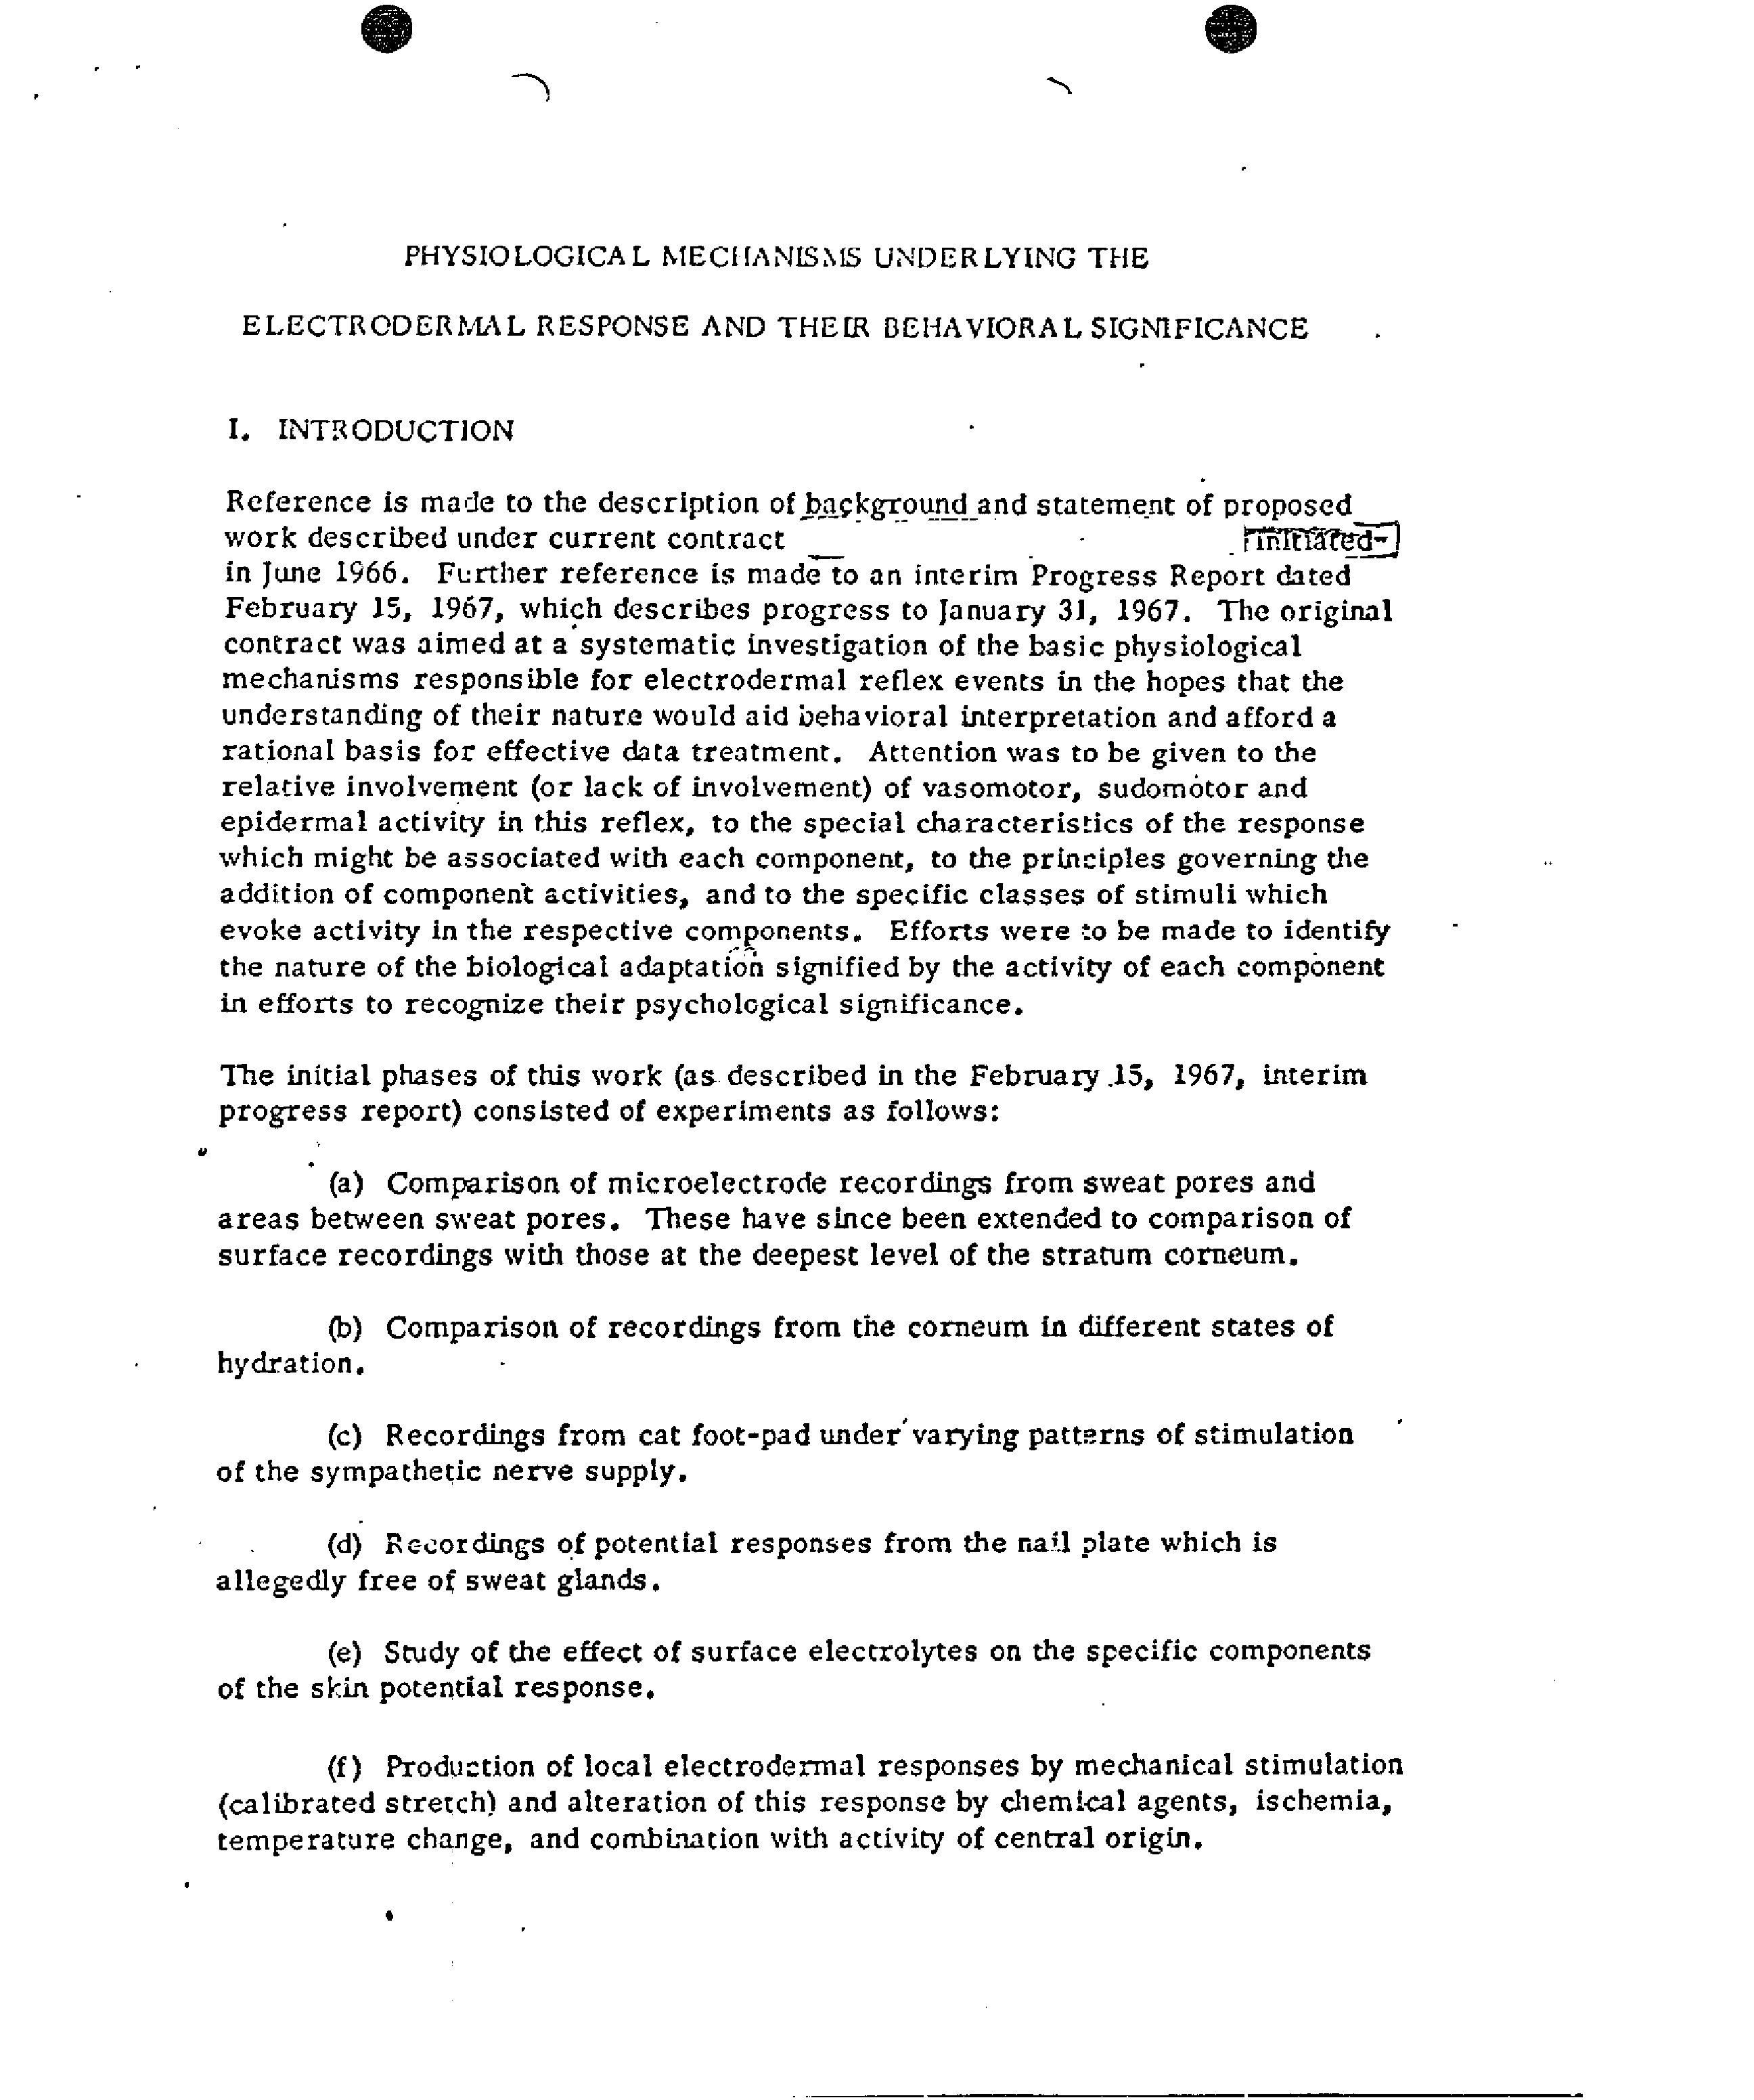 PHYSIOLOGICAL MECHANISMS UNDERLYING THE
ELECTRODERMAL RESPONSE AND THEIR BEHAVIORAL SIGNIFICANCE
I. INTRODUCTION
Reference is made to the description of background and statement of proposed
work described under current contract initiated
in June 1966. Further reference is made to an interim Progress Report dated
February 15, 1967, which describes progress to January 31, 1967. The original
contract was aimed at a systematic investigation of the basic physiological
mechanisms responsible for electrodermal reflex events in the hopes that the
understanding of their nature would aid behavioral interpretation and afford a
rational basis for effective data treatment. Attention was to be given to the
relative involvement (or lack of involvement) of vasomotor, sudomotor and
epidermal activity in this reflex, to the special characteristics of the response
which might be associated with each component, to the principles governing the
addition of component activities, and to the specific classes of stimuli which
evoke activity in the respective components. Efforts were to be made to identify
the nature of the biological adaptation signified by the activity of each component
in efforts to recognize their psychological significance.
The initial phases of this work (as described in the February 15, 1967, interim
progress report) consisted of experiments as follows:
(a) Comparison of microelectrode recordings from sweat pores and
areas between sweat pores. These have since been extended to comparison of
surface recordings with those at the deepest level of the stratum corneum.
(b) Comparison of recordings from the corneum in different states of
hydration.
(c) Recordings from cat foot-pad under varying patterns of stimulation
of the sympathetic nerve supply.
(d) Recordings of potential responses from the nail plate which is
allegedly free of sweat glands.
(e) Study of the effect of surface electrolytes on the specific components
of the skin potential response.
(f) Production of local electrodermal responses by mechanical stimulation
(calibrated stretch) and alteration of this response by chemical agents, ischemia,
temperature change, and combination with activity of central origin.